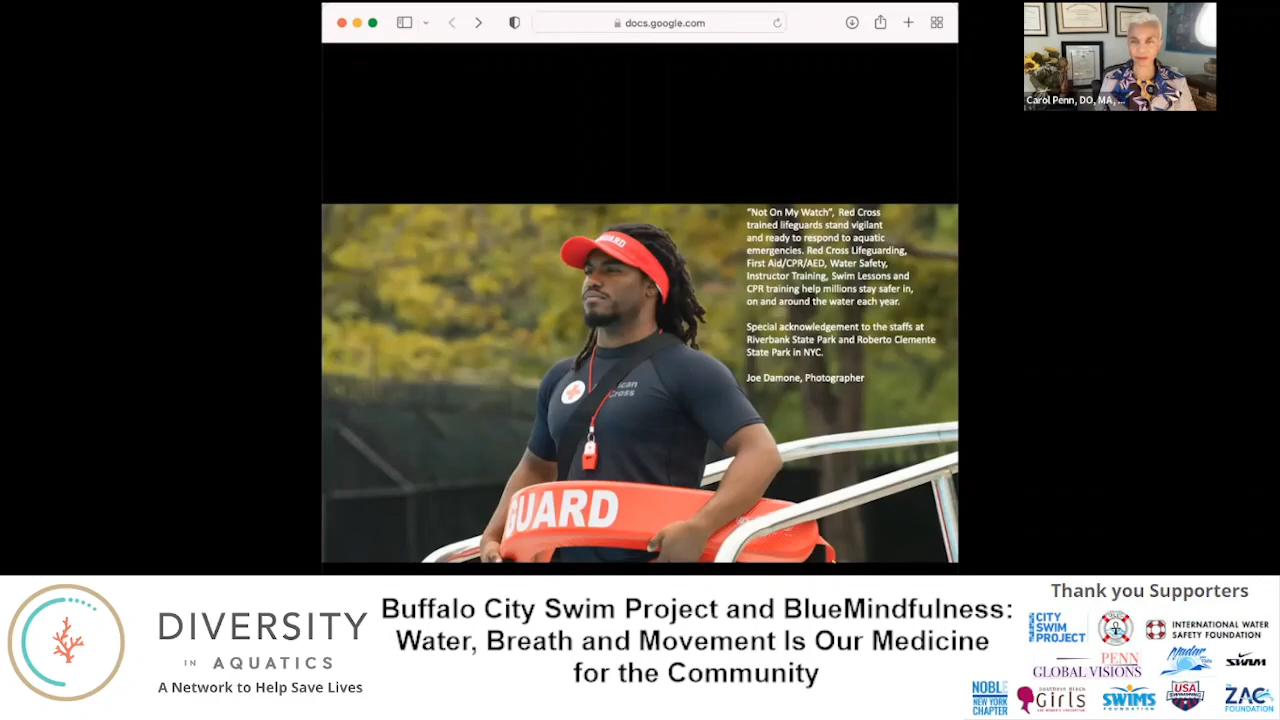 docs.google.com
Carol Penn, DO, MA, ...
"Not On My Watch", Red Cross
trained lifeguards stand vigilant
and ready to respond to aquatic
emergencies. Red Cross Lifeguarding,
First Aid/CPR/AED, Water Safety,
Instructor Training, Swim Lessons and
CPR training help millions stay safer in,
on and around the water each year.
Special acknowledgement to the staffs at
Riverbank State Park and Roberto Clemente
State Park in NYC.
Joe Damone, Photographer
GUARD
DIVERSITY
IN AQUATICS
A Network to Help Save Lives
Buffalo City Swim Project and BlueMindfulness:
Water, Breath and Movement Is Our Medicine
for the Community
Thank you Supporters
CITY
SWIM
PROJECT
INTERNATIONAL WATER
SAFETY FOUNDATION
PENN
GLOBAL VISIONS
SWIM
NOBLE
NEW YORK
CHAPTER
Girls
SWIMS
FOUNDATION
USA
SWIMMING
ZAC
FOUNDATION